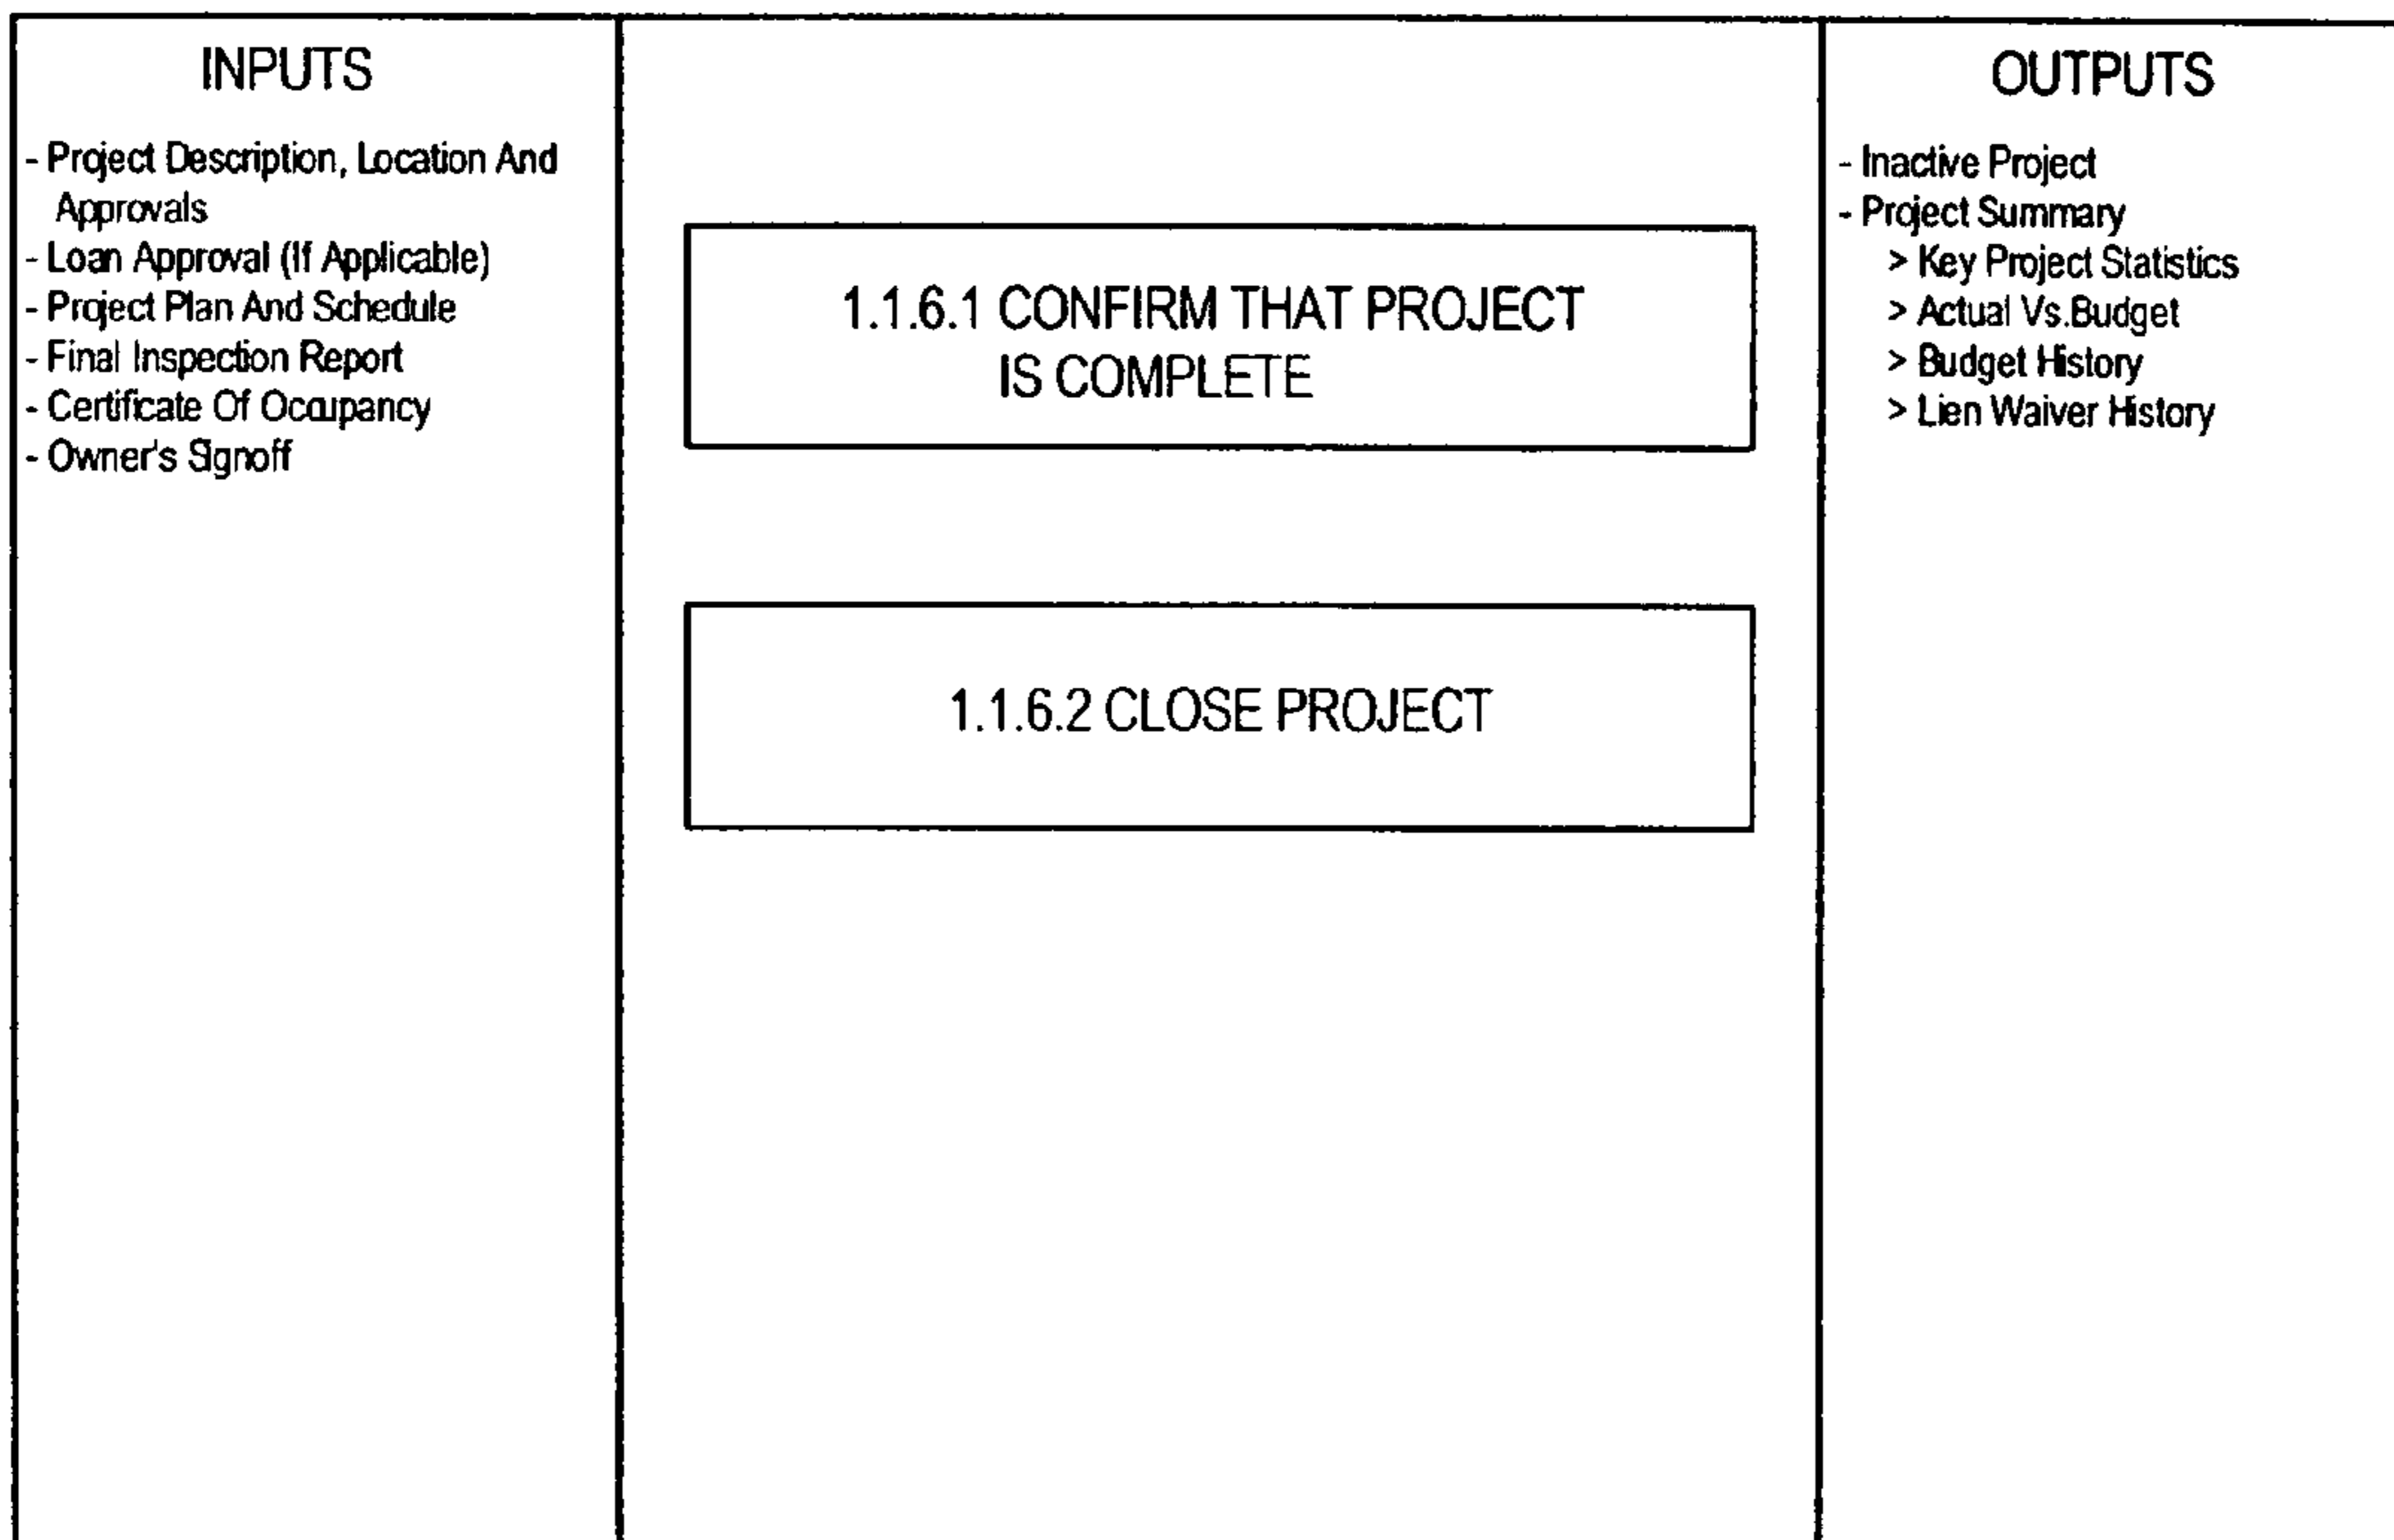 INPUTS
- Project Description, Location And
Approvals
- Loan Approval (If Applicable)
- Project Plan And Schedule
- Final Inspection Report
- Certificate Of Occupancy
- Owner's Signoff
1.1.6.1 CONFIRM THAT PROJECT
IS COMPLETE
1.1.6.2 CLOSE PROJECT
OUTPUTS
- Inactive Project
- Project Summary
> Key Project Statistics
> Actual Vs.Budget
> Budget History
> Lien Waiver History